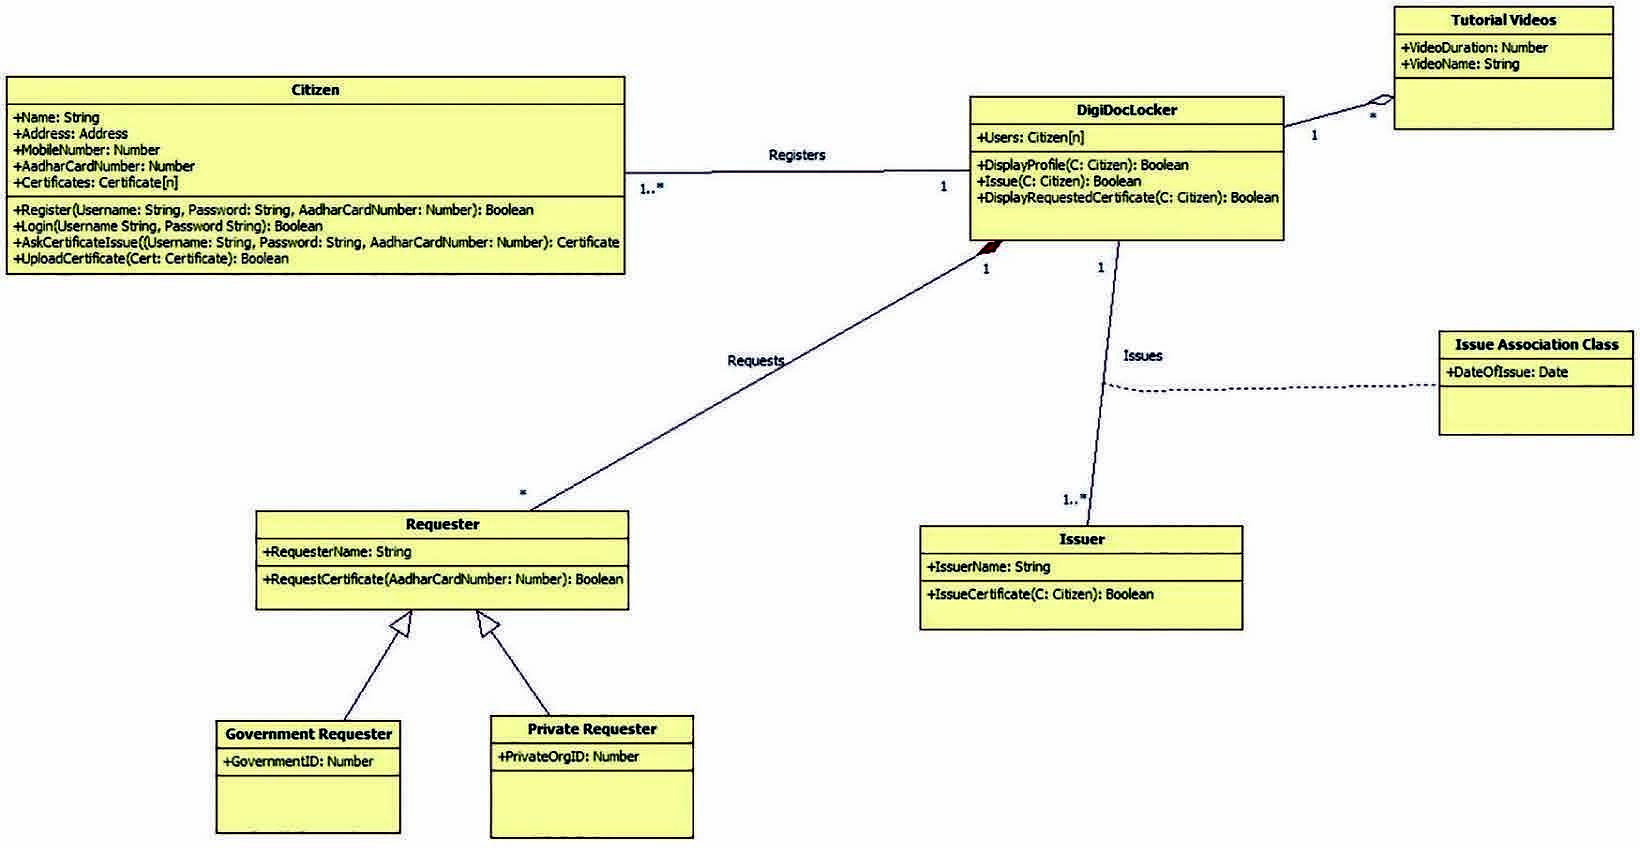 Tutorial Videos
+VideoDuration: Number
+VideoName: String
Citizen
+Name: String
+Address: Address
+MobileNumber: Number
+AadharCardNumber: Number
+Certificates: Certificate[n]
+Register(Username: String, Password: String, AadharCardNumber: Number): Boolean
+Login(Username String, Password String): Boolean
+AskCertificateIssue((Username: String, Password: String, AadharCardNumber: Number): Certificate
+UploadCertificate(Cert: Certificate): Boolean
Registers
1..*
1
DigiDocLocker
+Users: Citizen[n]
+DisplayProfile(C: Citizen): Boolean
+Issue(C: Citizen): Boolean
+DisplayRequestedCertificate(C: Citizen): Boolean
1
*
1
1
Requests
*
Issues
1..*
Issue Association Class
+DateOfIssue: Date
Requester
+RequesterName: String
+RequestCertificate(AadharCardNumber: Number): Boolean
Issuer
+IssuerName: String
+IssueCertificate(C: Citizen): Boolean
Government Requester
+GovernmentID: Number
Private Requester
+PrivateOrgID: Number